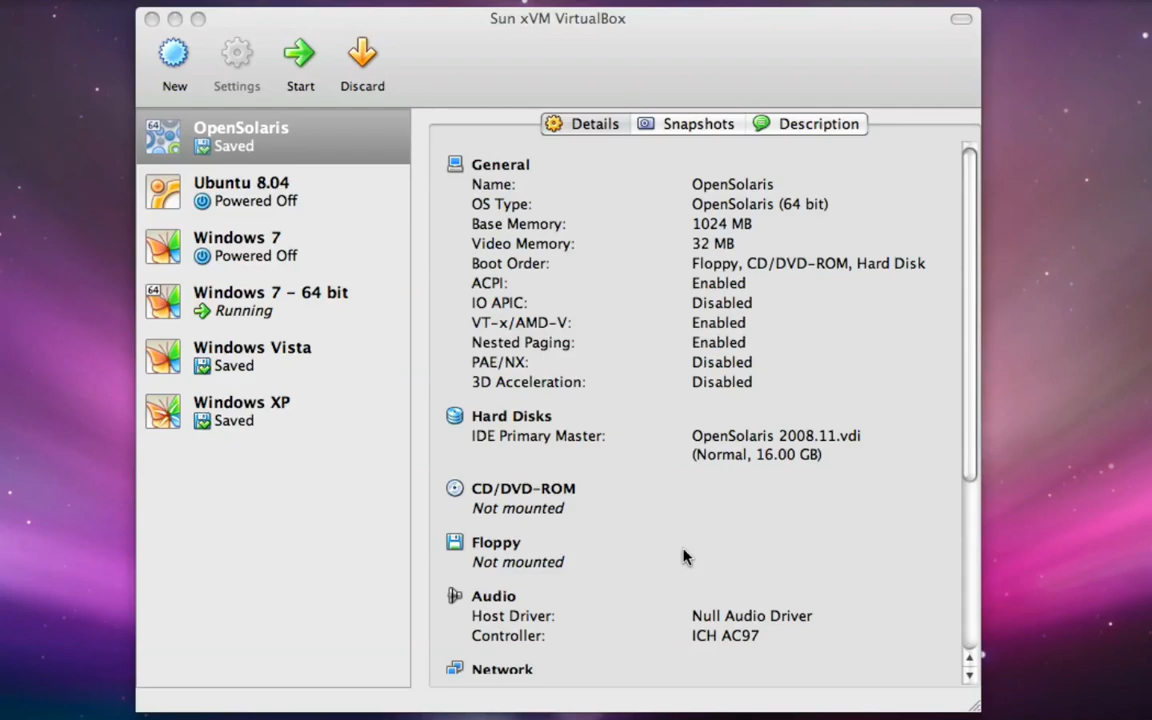 Sun xVM VirtualBox
New Settings Start Discard
64 OpenSolaris
Saved
Ubuntu 8.04
Powered Off
Windows 7
Powered Off
64 Windows 7 - 64 bit
Running
Windows Vista
Saved
Windows XP
Saved
Details Snapshots Description
General
Name: OpenSolaris
OS Type: OpenSolaris (64 bit)
Base Memory: 1024 MB
Video Memory: 32 MB
Boot Order: Floppy, CD/DVD-ROM, Hard Disk
ACPI: Enabled
IO APIC: Disabled
VT-x/AMD-V: Enabled
Nested Paging: Enabled
PAE/NX: Disabled
3D Acceleration: Disabled
Hard Disks
IDE Primary Master: OpenSolaris 2008.11.vdi
(Normal, 16.00 GB)
CD/DVD-ROM
Not mounted
Floppy
Not mounted
Audio
Host Driver: Null Audio Driver
Controller: ICH AC97
Network